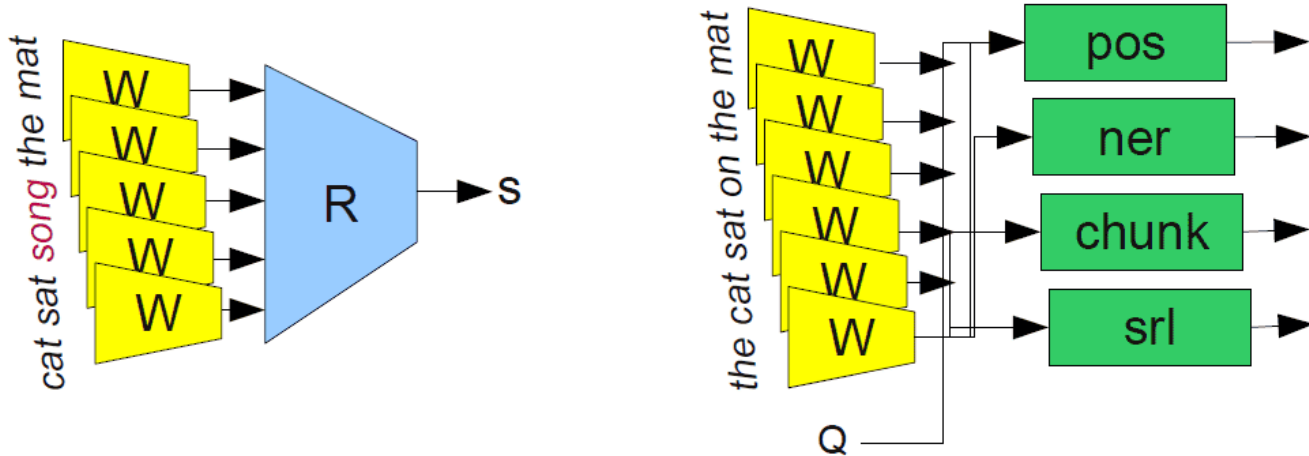 cat sat song the mat
W
W
W
W
W
R
s
the cat sat on the mat
W
W
W
W
W
W
Q
pos
ner
chunk
srl